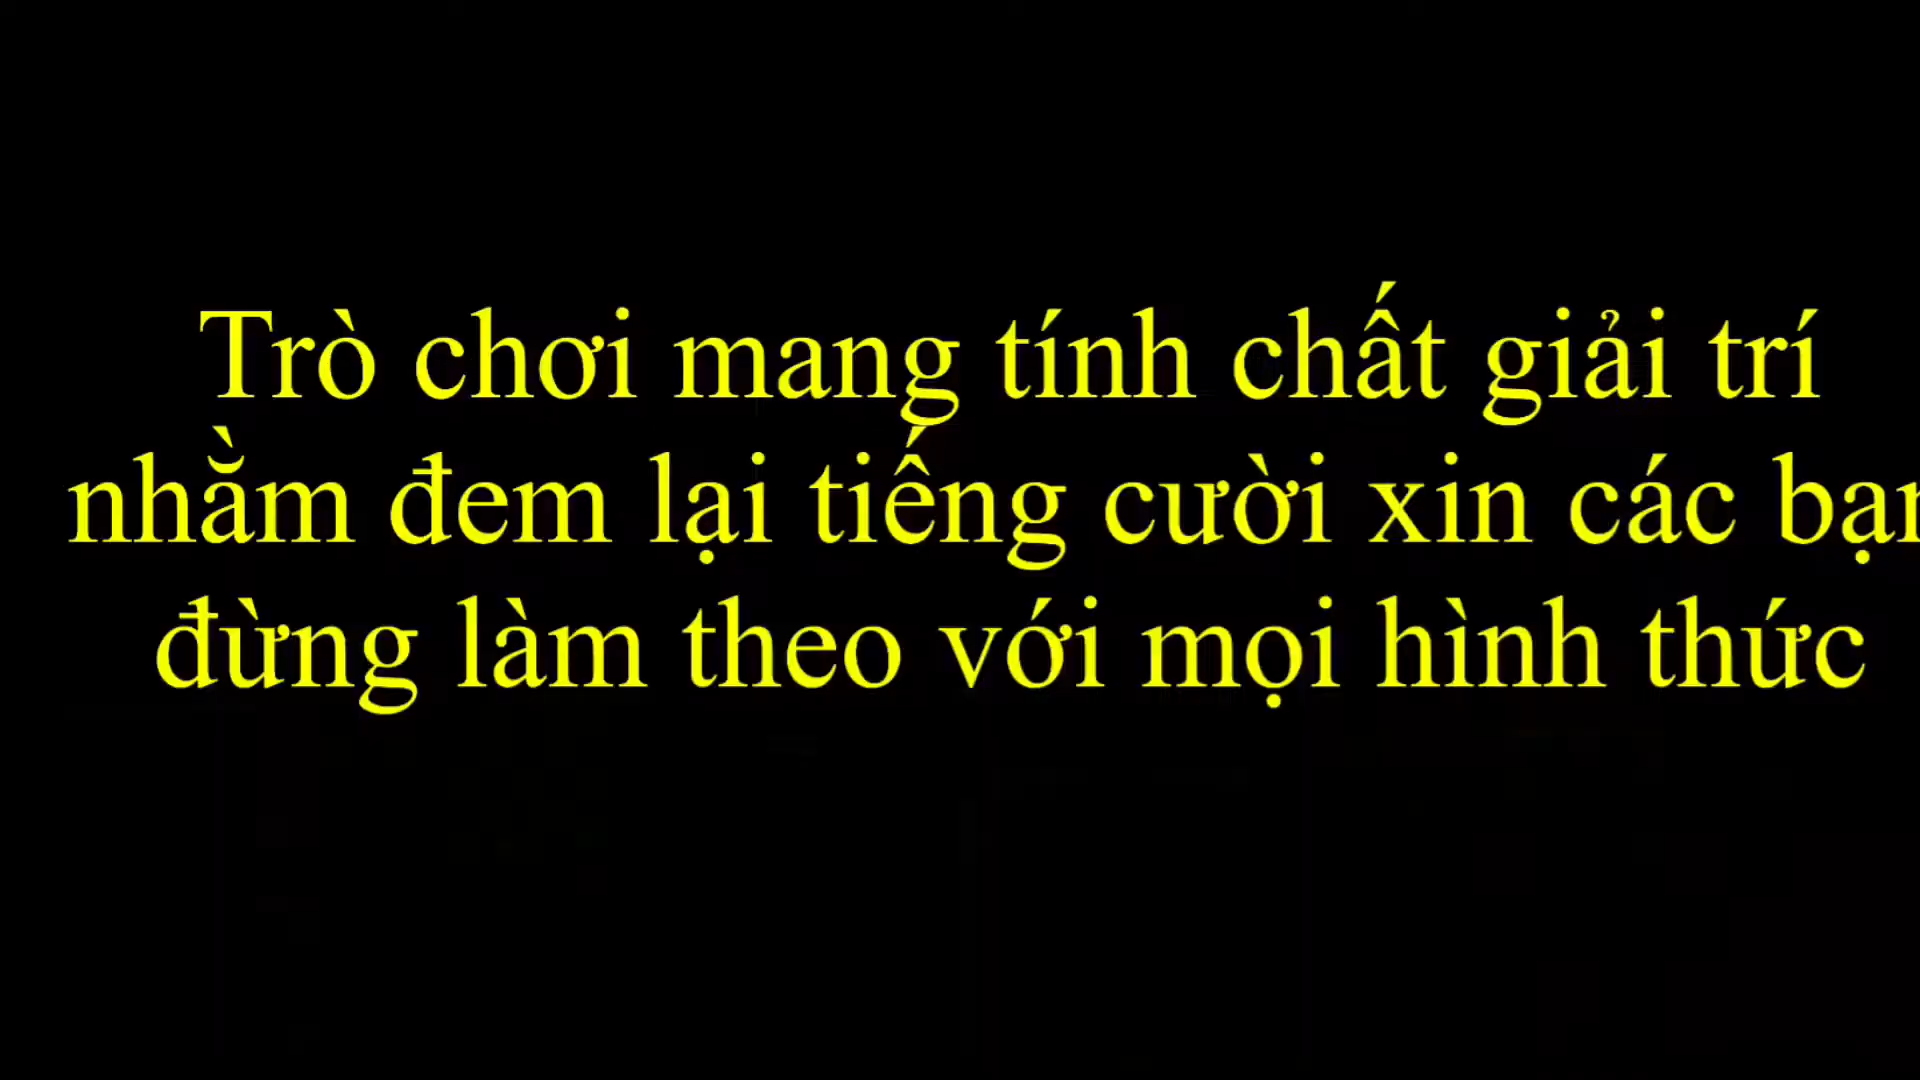 Trò chơi mang tính chất giải trí
nhằm đem lại tiếng cười xin các bạn
đừng làm theo với mọi hình thức